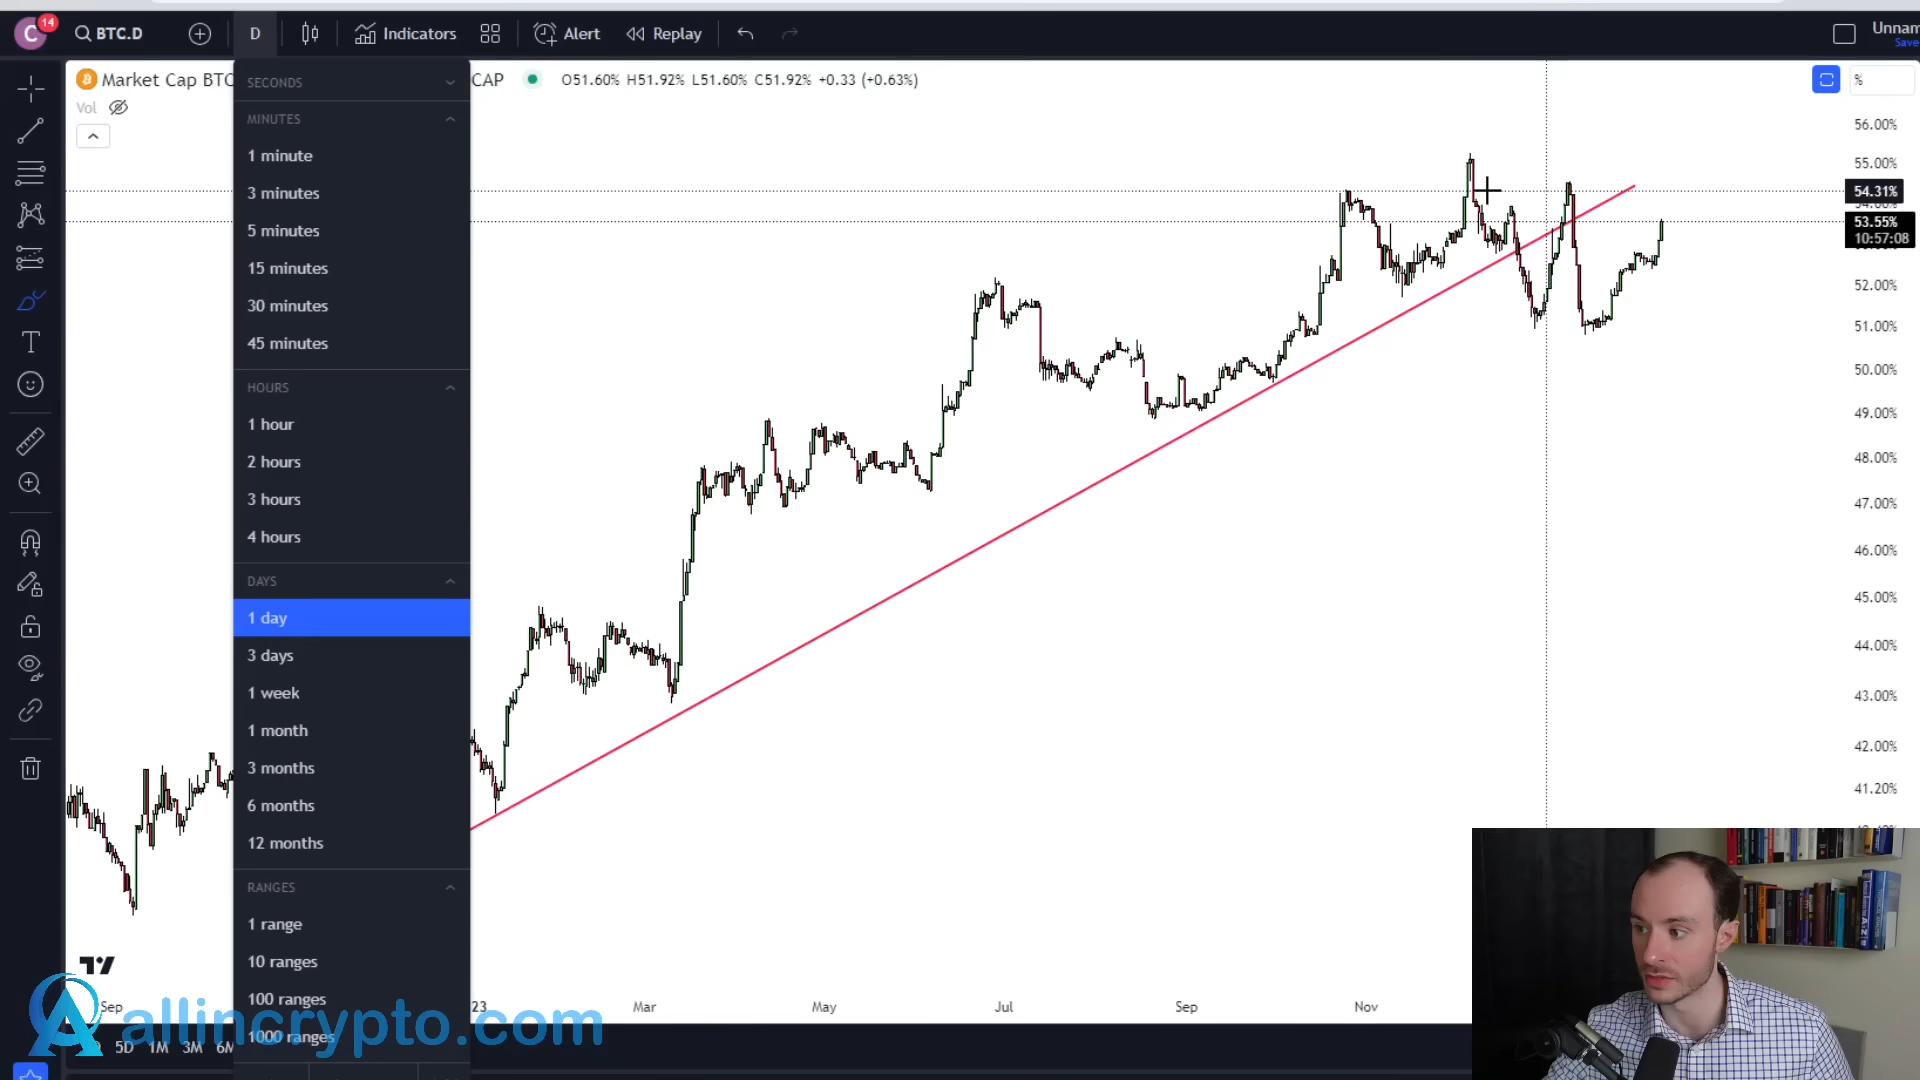 C 14 BTC.D D Indicators Alert Replay Unnam
Save
Market Cap BTC CAP O51.60% H51.92% L51.60% C51.92% +0.33 (+0.63%) %
Vol
SECONDS
MINUTES
1 minute
3 minutes
5 minutes
15 minutes
30 minutes
45 minutes
HOURS
1 hour
2 hours
3 hours
4 hours
DAYS
1 day
3 days
1 week
1 month
3 months
6 months
12 months
RANGES
1 range
10 ranges
100 ranges
1000 ranges
56.00%
55.00%
54.31%
54.00%
53.55%
10:57:08
52.00%
51.00%
50.00%
49.00%
48.00%
47.00%
46.00%
45.00%
44.00%
43.00%
42.00%
41.20%
Sep 23 Mar May Jul Sep Nov
allincrypto.com
5D 1M 3M 6M